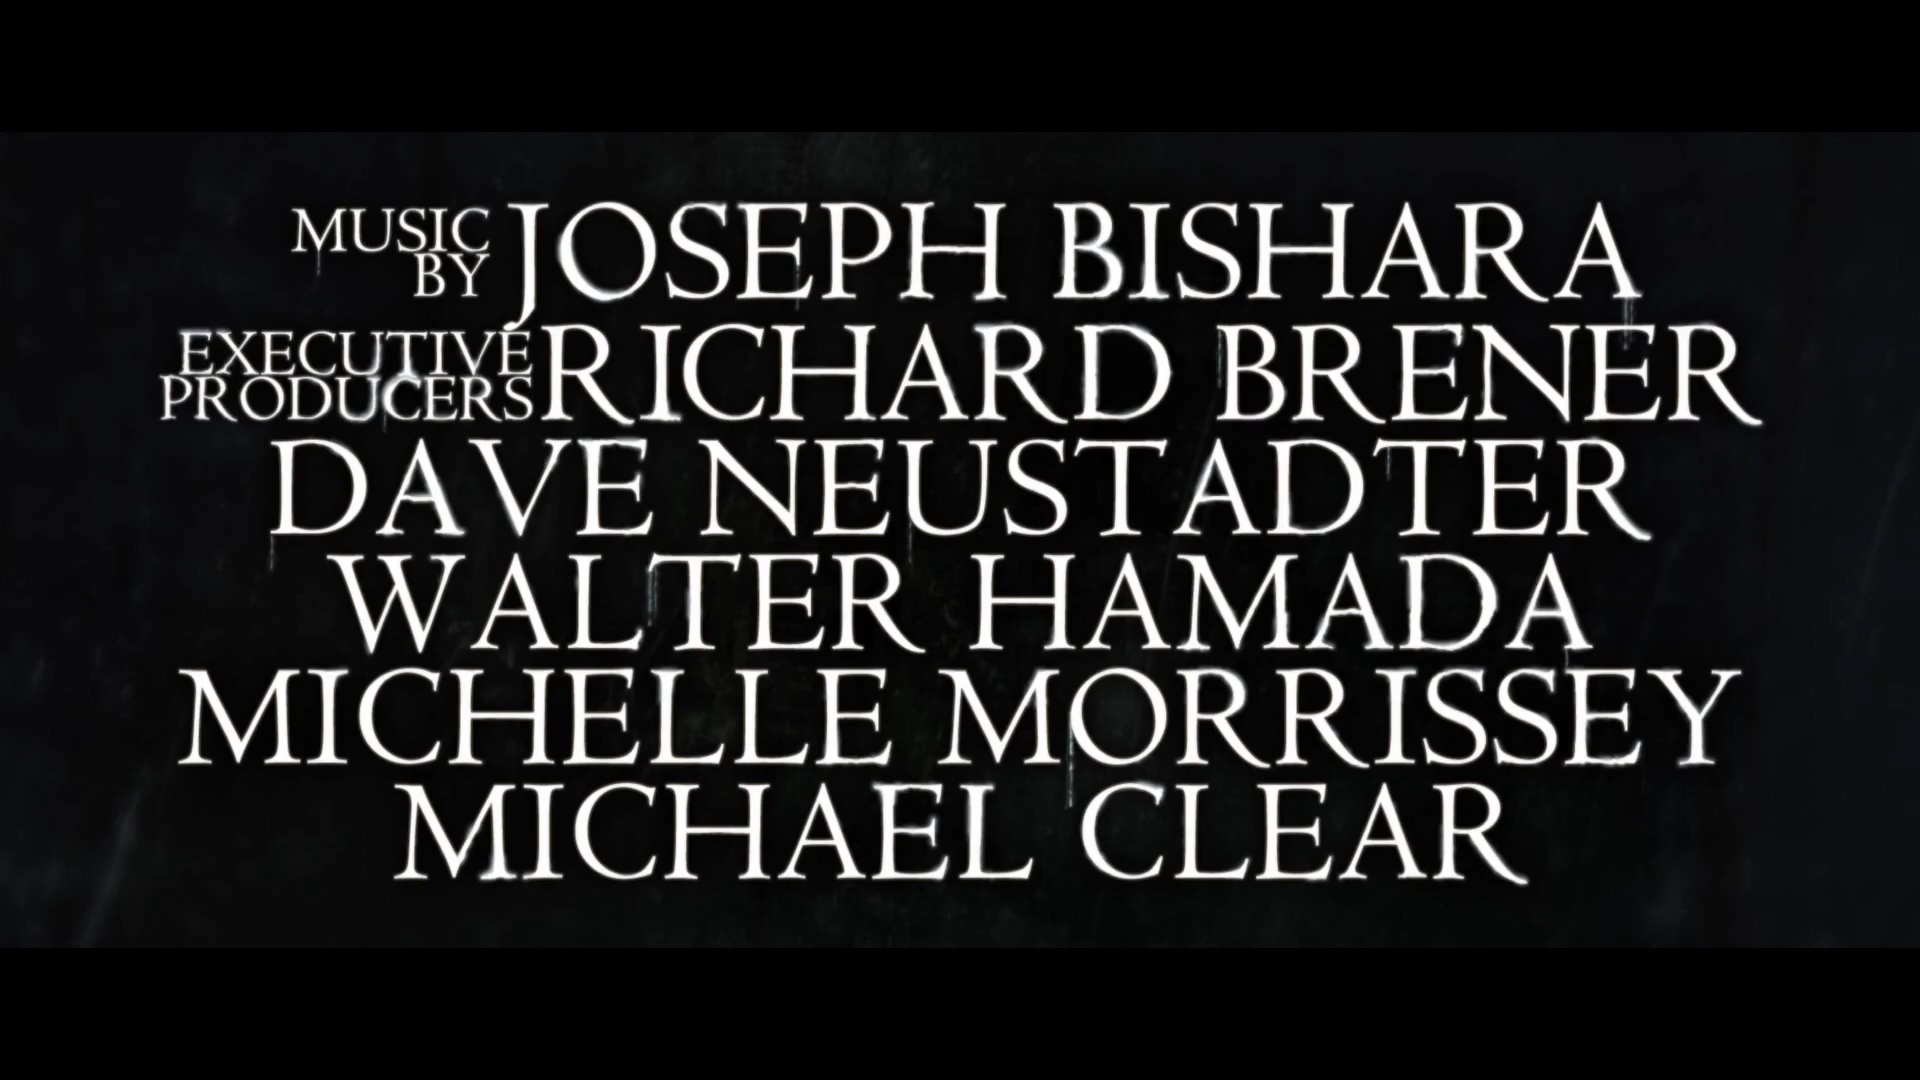 MUSIC BY JOSEPH BISHARA
EXECUTIVE PRODUCERS RICHARD BRENER
DAVE NEUSTADTER
WALTER HAMADA
MICHELLE MORRISSEY
MICHAEL CLEAR